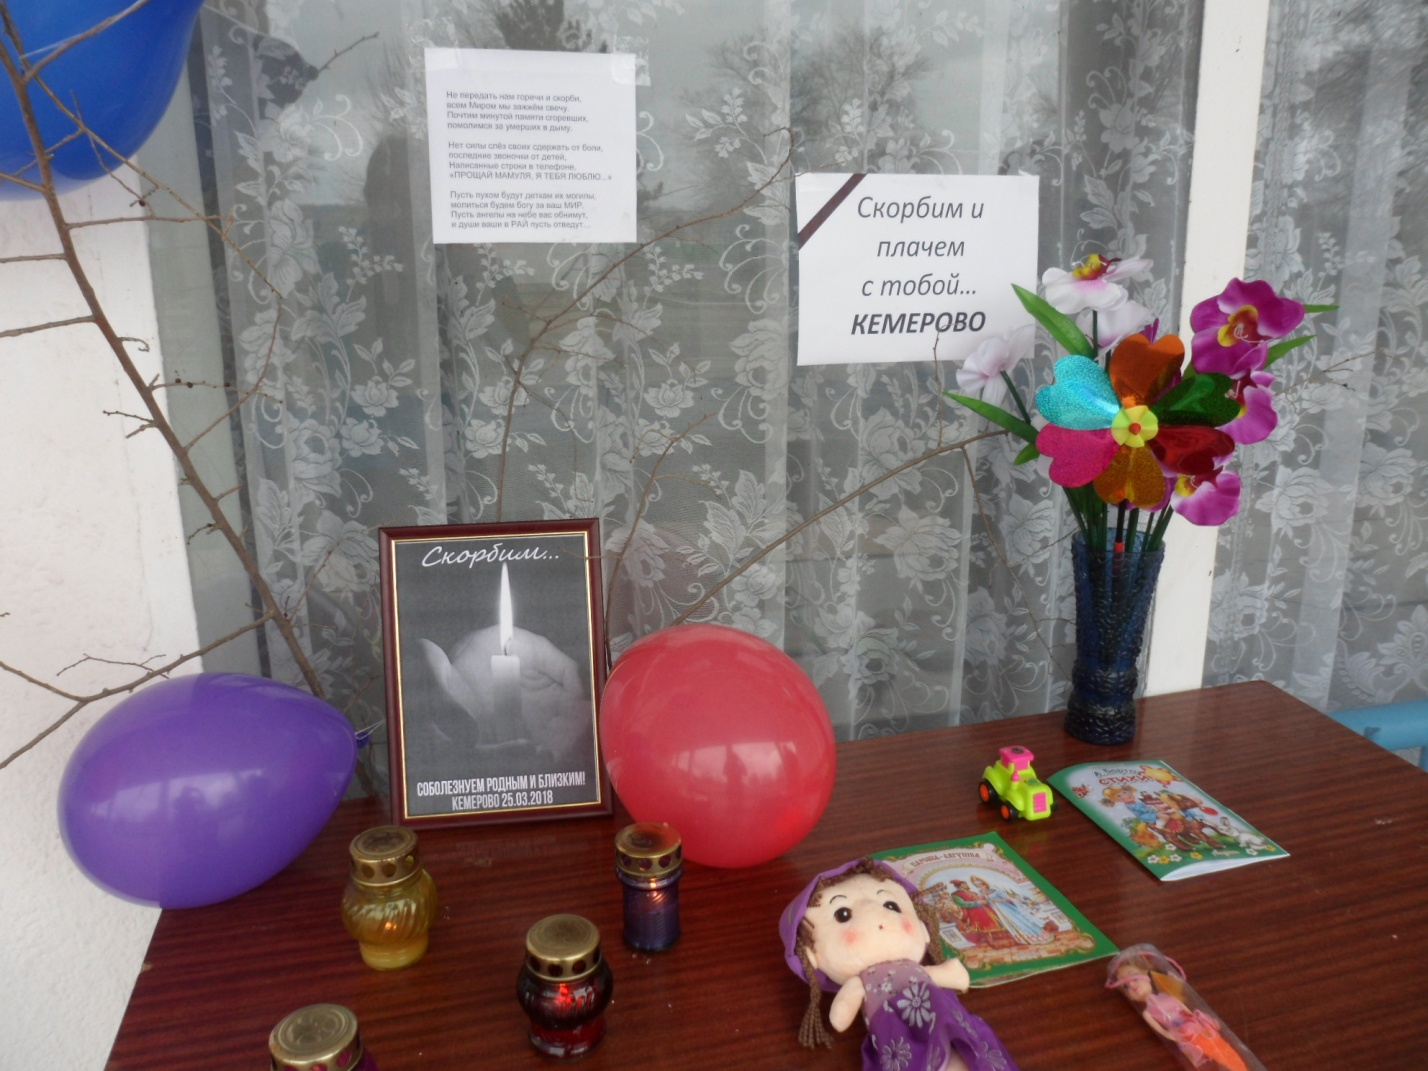 Не передать нам горечи и скорби,
всем Миром мы зажжём свечу.
Почтим минутой памяти сгоревших,
помолимся за умерших в дыму.
Нет силы слёз своих сдержать от боли,
последние звоночки от детей,
Написанные строки в телефоне,
«ПРОЩАЙ МАМУЛЯ, Я ТЕБЯ ЛЮБЛЮ...»
Пусть пухом будут деткам их могилы,
молиться будем богу за ваш МИР.
Пусть ангелы на небе вас обнимут,
и души ваши в РАЙ пусть отведут...
Скорбим и
плачем
с тобой...
КЕМЕРОВО
Скорбим...
СОБОЛЕЗНУЕМ РОДНЫМ И БЛИЗКИМ!
КЕМЕРОВО 25.03.2018
СТИХИ
ЦАРЕВНА-ЛЯГУШКА